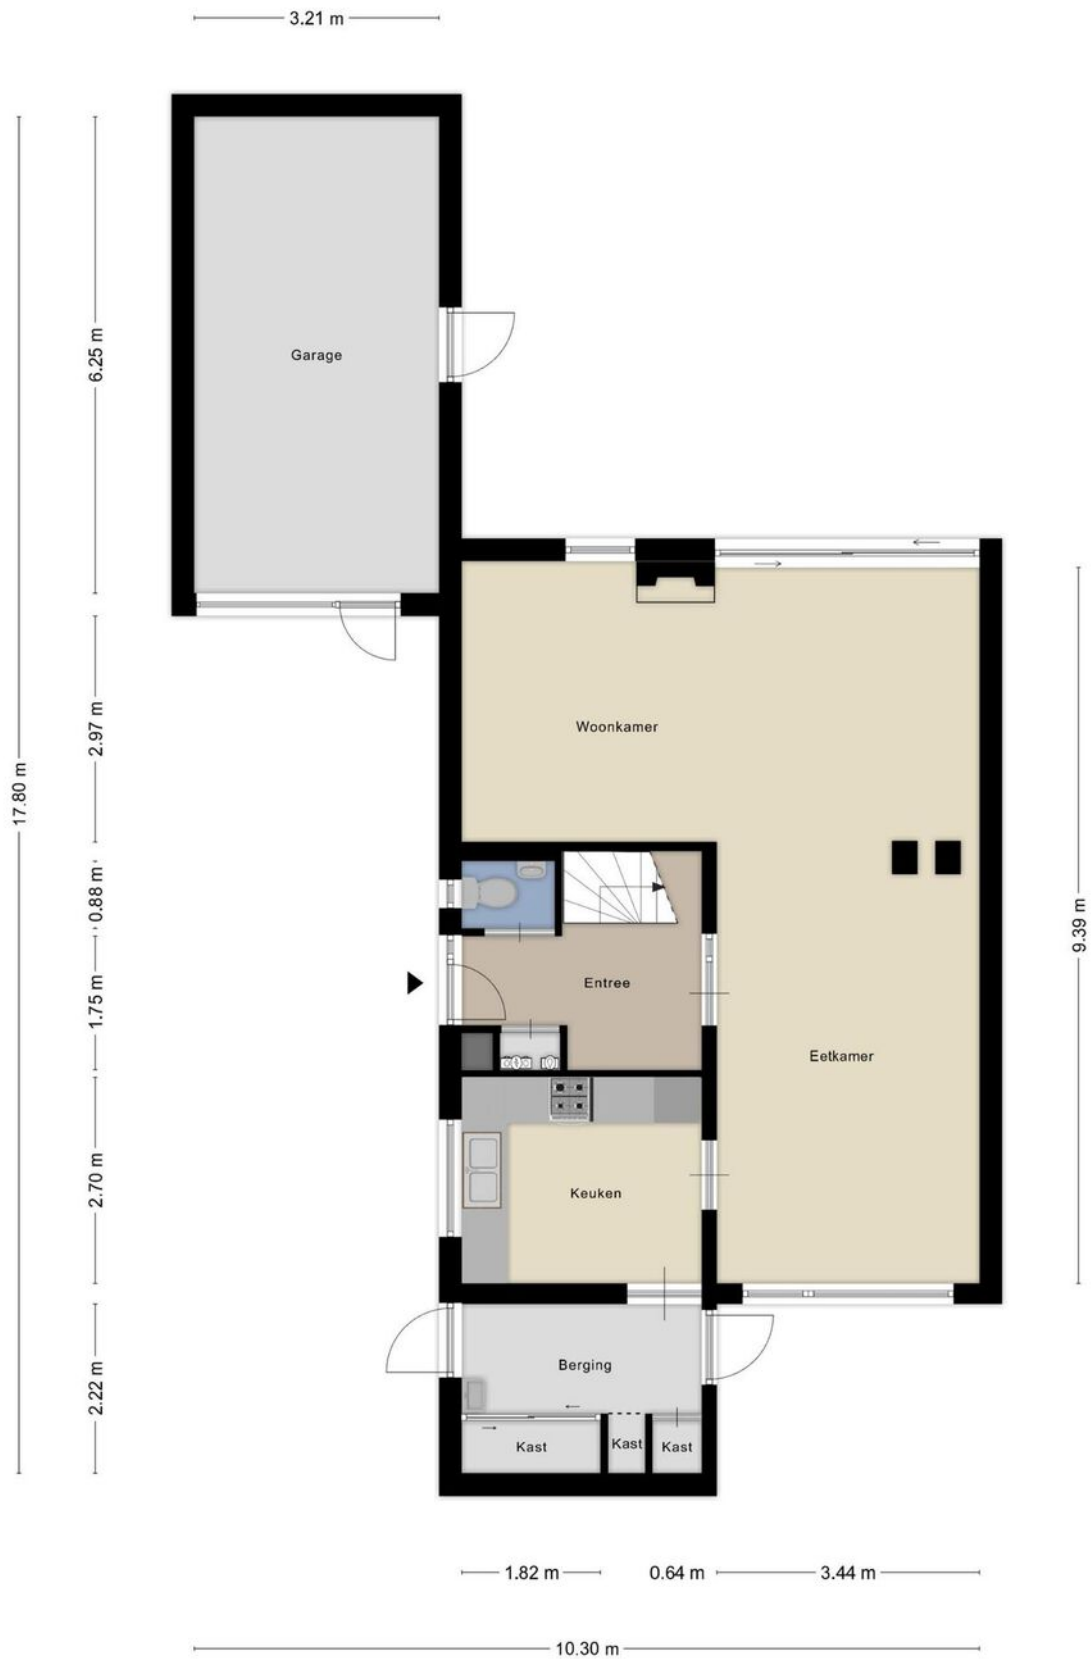 3.21 m
Garage
6.25 m
2.97 m
Woonkamer
17.80 m
0.88 m
9.39 m
1.75 m
Entree
Eetkamer
2.70 m
Keuken
Berging
2.22 m
Kast
Kast
Kast
1.82 m
0.64 m
3.44 m
10.30 m